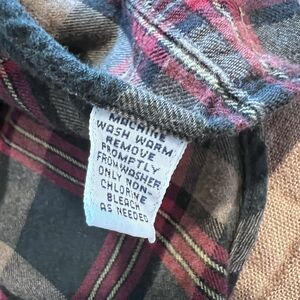 MACHINE
WASH WARM
REMOVE
PROMPTLY
FROM WASHER
ONLY NON-
CHLORINE
BLEACH
AS NEEDED